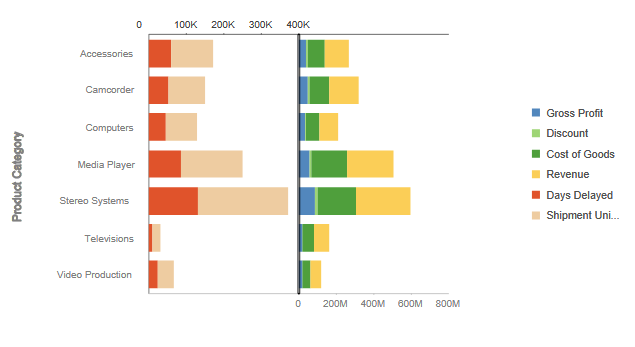 0 100K 200K 300K 400K
Accessories
Camcorder
Computers
Media Player
Stereo Systems
Televisions
Video Production
Product Category
0 200M 400M 600M 800M
Gross Profit
Discount
Cost of Goods
Revenue
Days Delayed
Shipment Uni...